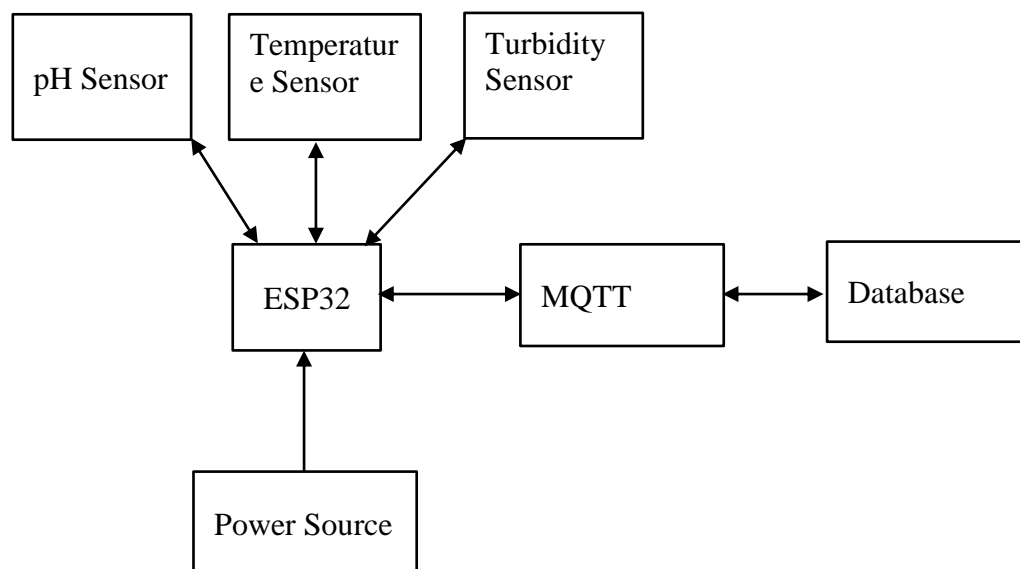 pH Sensor
Temperatur
e Sensor
Turbidity
Sensor
ESP32
MQTT
Database
Power Source